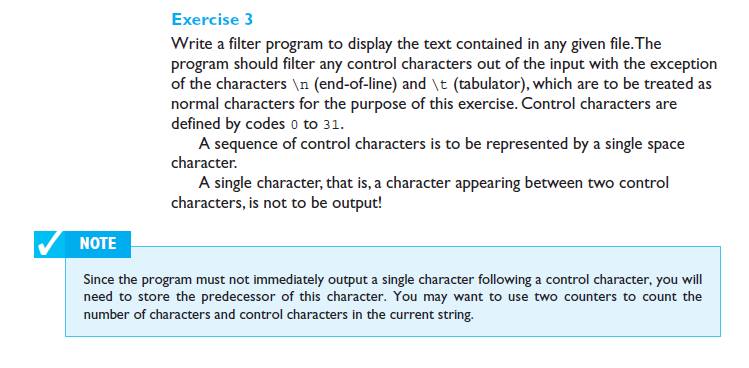 Exercise 3
Write a filter program to display the text contained in any given file.The
program should filter any control characters out of the input with the exception
of the characters \n (end-of-line) and \t (tabulator), which are to be treated as
normal characters for the purpose of this exercise. Control characters are
defined by codes 0 to 31.
A sequence of control characters is to be represented by a single space
character.
A single character, that is, a character appearing between two control
characters, is not to be output!
NOTE
Since the program must not immediately output a single character following a control character, you will
need to store the predecessor of this character. You may want to use two counters to count the
number of characters and control characters in the current string.